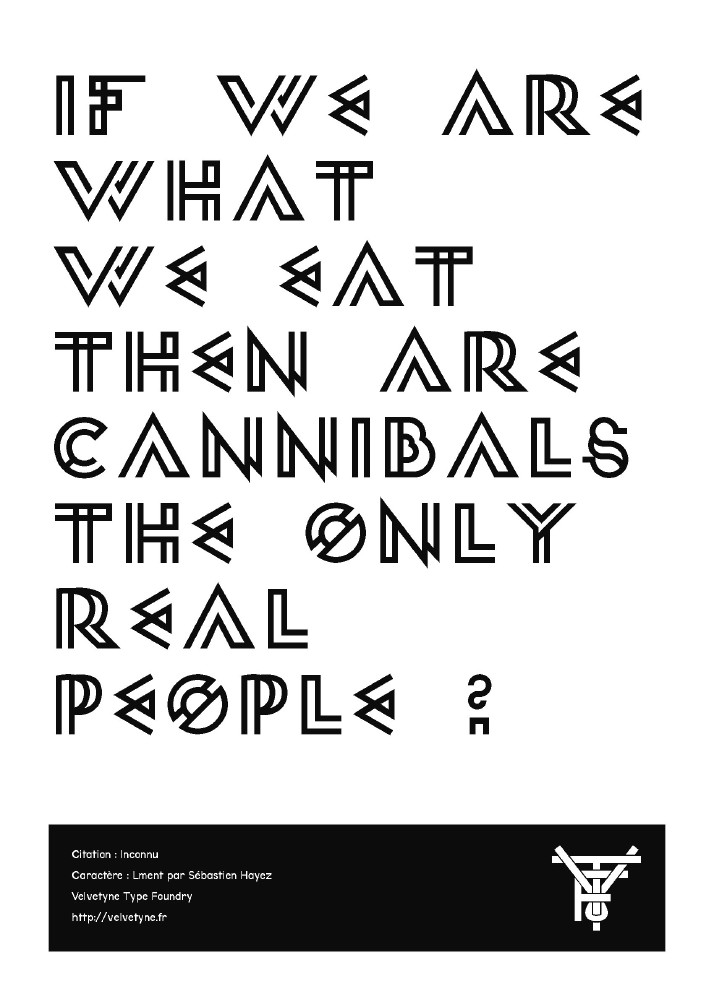 IF WE ARE
WHAT
WE EAT
THEN ARE
CANNIBALS
THE ONLY
REAL
PEOPLE ?
Citation : Inconnu
Caractère : Lment par Sébastien Hayez
Velvetyne Type Foundry
http://velvetyne.fr